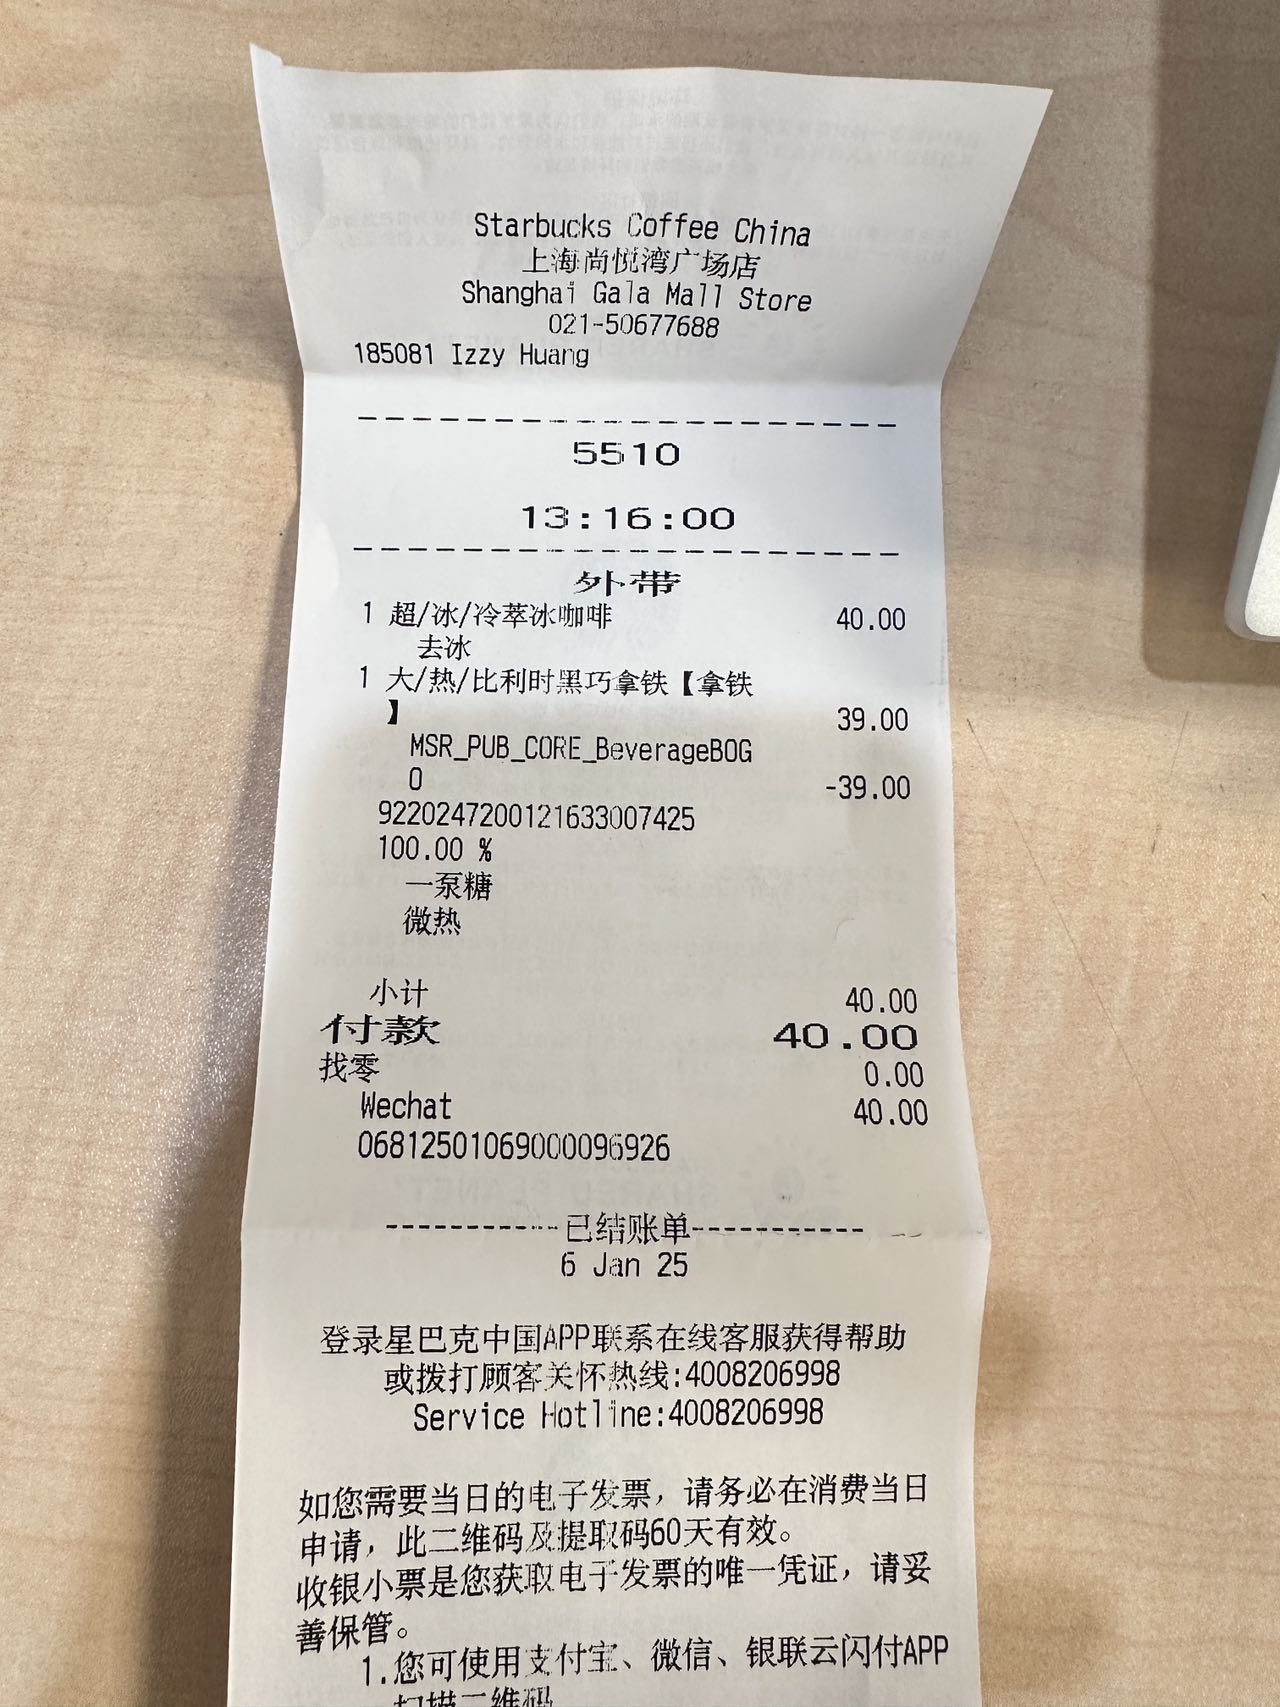 Starbucks Coffee China
上海尚悦湾广场店
Shanghai Gala Mall Store
021-50677688
185081 Izzy Huang
5510
13:16:00
外带
1 超/冰/冷萃冰咖啡 40.00
去冰
1 大/热/比利时黑巧拿铁【拿铁
】 39.00
MSR_PUB_CORE_BeverageBOG
O -39.00
9220247200121633007425
100.00 %
一泵糖
微热
小计 40.00
付款 40.00
找零 0.00
Wechat 40.00
06812501069000096926
-----------已结账单-----------
6 Jan 25
登录星巴克中国APP联系在线客服获得帮助
或拨打顾客关怀热线:4008206998
Service Hotline:4008206998
如您需要当日的电子发票，请务必在消费当日
申请，此二维码及提取码60天有效。
收银小票是您获取电子发票的唯一凭证，请妥
善保管。
1.您可使用支付宝、微信、银联云闪付APP
扫描二维码